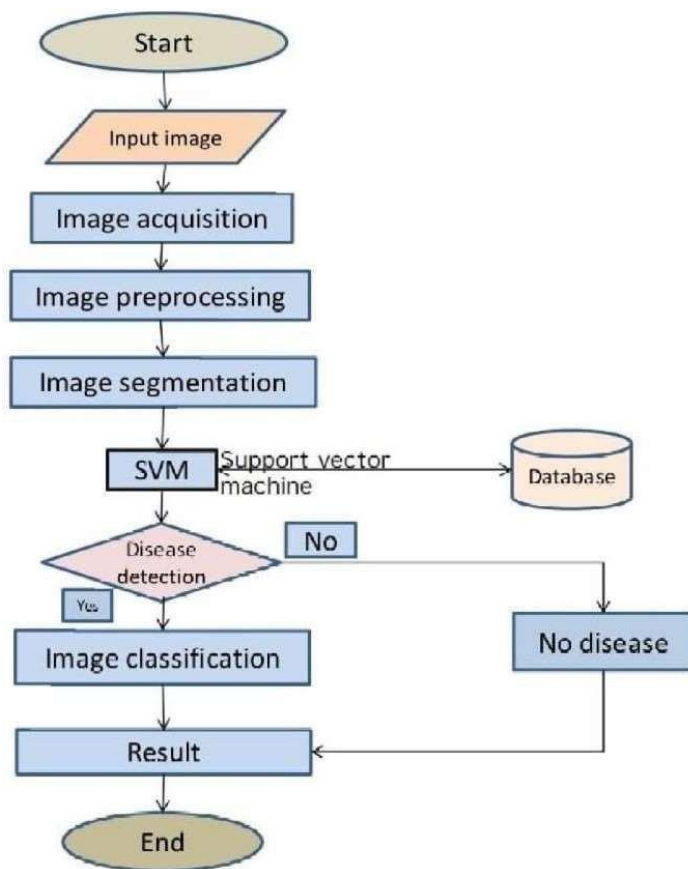 Start
Input image
Image acquisition
Image preprocessing
Image segmentation
SVM
Support vector
machine
Database
Disease
detection
No
Yes
Image classification
No disease
Result
End